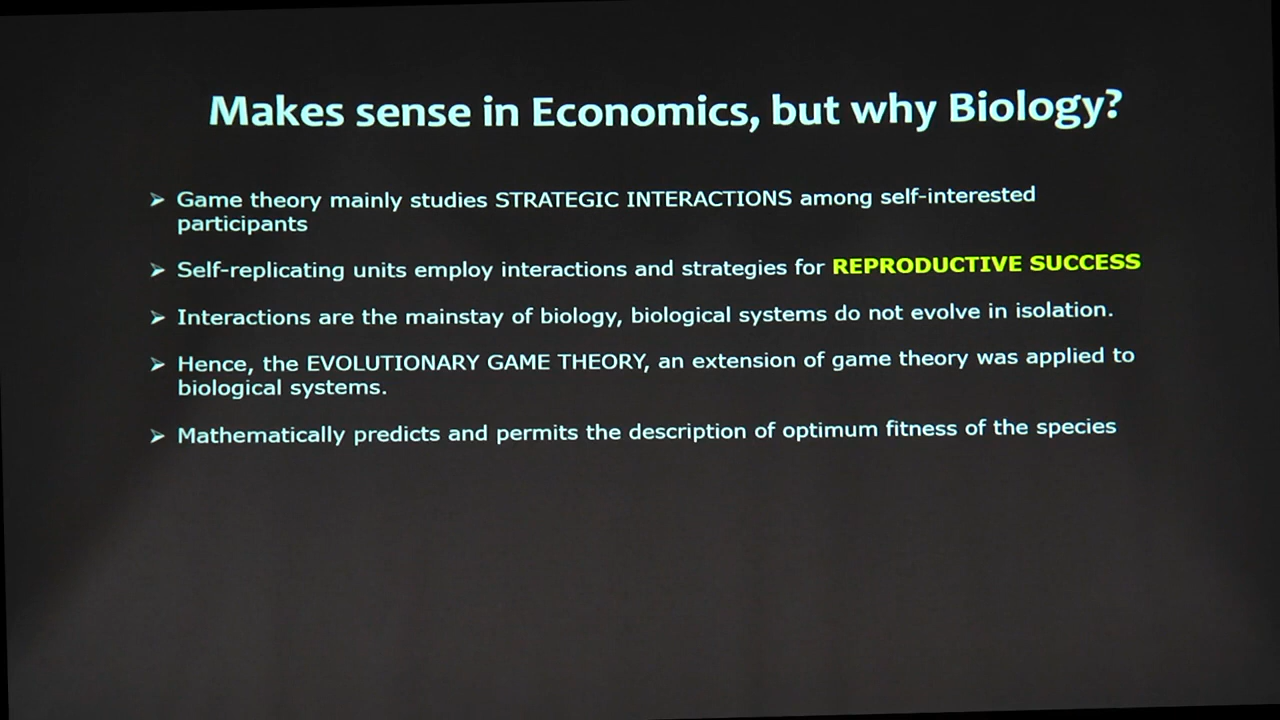 Makes sense in Economics, but why Biology?
➢ Game theory mainly studies STRATEGIC INTERACTIONS among self-interested
participants
➢ Self-replicating units employ interactions and strategies for REPRODUCTIVE SUCCESS
➢ Interactions are the mainstay of biology, biological systems do not evolve in isolation.
➢ Hence, the EVOLUTIONARY GAME THEORY, an extension of game theory was applied to
biological systems.
➢ Mathematically predicts and permits the description of optimum fitness of the species